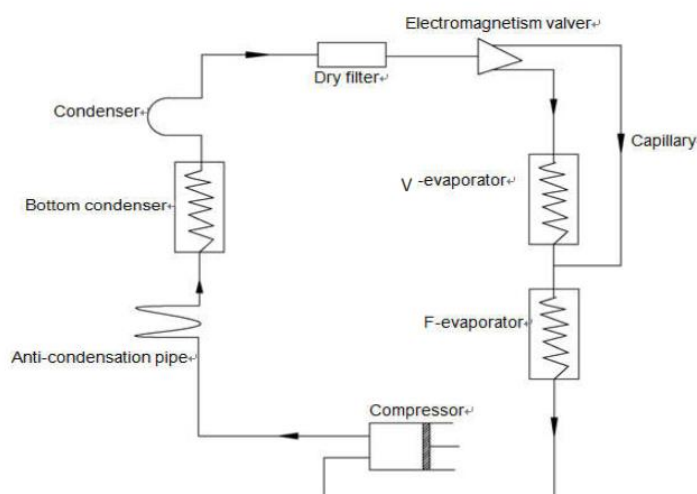 Electromagnetism valver
Dry filter
Condenser
Capillary
V-evaporator
Bottom condenser
F-evaporator
Anti-condensation pipe
Compressor